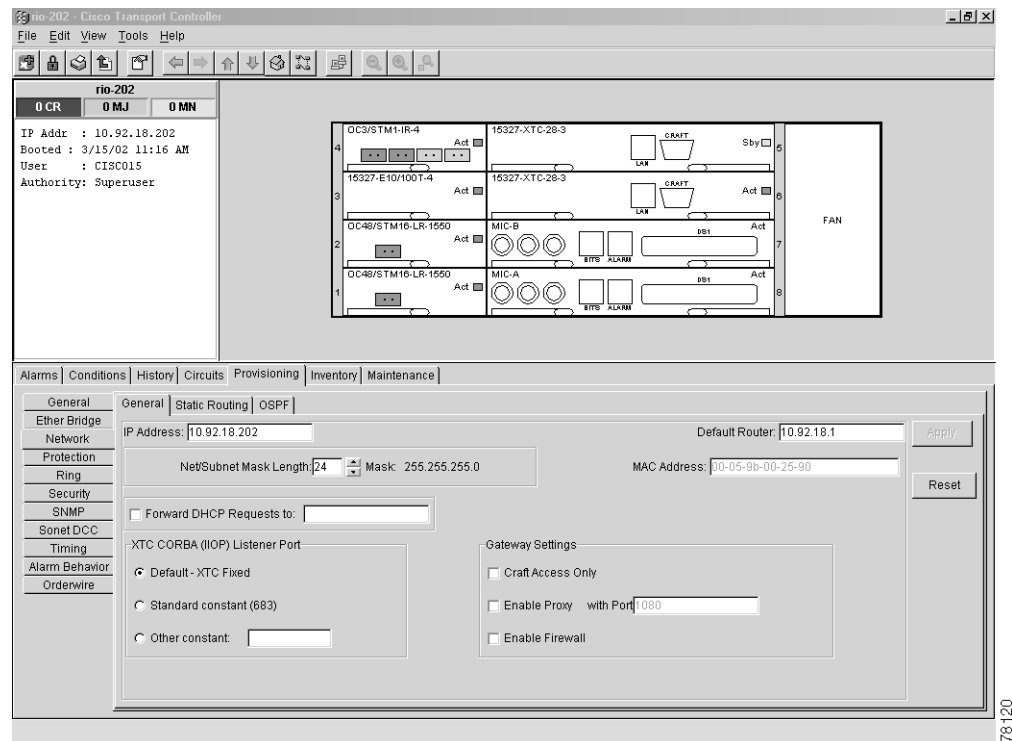 rio-202 - Cisco Transport Controller
File Edit View Tools Help
rio-202
0 CR 0 MJ 0 MN
IP Addr : 10.92.18.202
Booted : 3/15/02 11:16 AM
User : CISCO15
Authority: Superuser
OC3/STM1-IR-4
Act
4
15327-XTC-28-3
CRAFT
LAN
Sby
5
15327-E10/100T-4
Act
3
15327-XTC-28-3
CRAFT
LAN
Act
6
OC48/STM16-LR-1550
Act
2
MIC-B
BITS ALARM
DS1
Act
7
OC48/STM16-LR-1550
Act
1
MIC-A
BITS ALARM
DS1
Act
8
FAN
Alarms Conditions History Circuits Provisioning Inventory Maintenance
General
Ether Bridge
Network
Protection
Ring
Security
SNMP
Sonet DCC
Timing
Alarm Behavior
Orderwire
General Static Routing OSPF
IP Address: 10.92.18.202 Default Router: 10.92.18.1
Net/Subnet Mask Length: 24 Mask: 255.255.255.0 MAC Address: 00-05-9b-00-25-90
Forward DHCP Requests to:
XTC CORBA (IIOP) Listener Port
Default - XTC Fixed
Standard constant (683)
Other constant:
Gateway Settings
Craft Access Only
Enable Proxy with Port 1080
Enable Firewall
Apply
Reset
78120